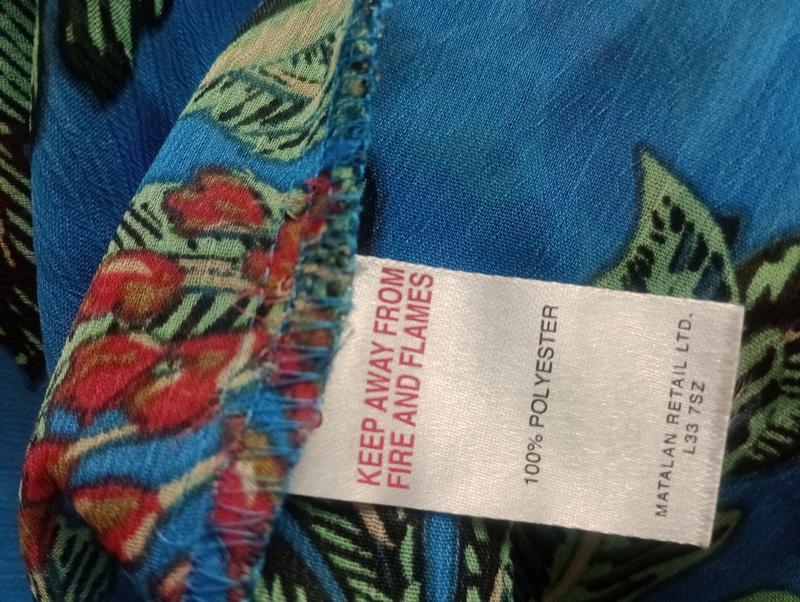 KEEP AWAY FROM
FIRE AND FLAMES
100% POLYESTER
MATALAN RETAIL LTD.
L33 7SZ